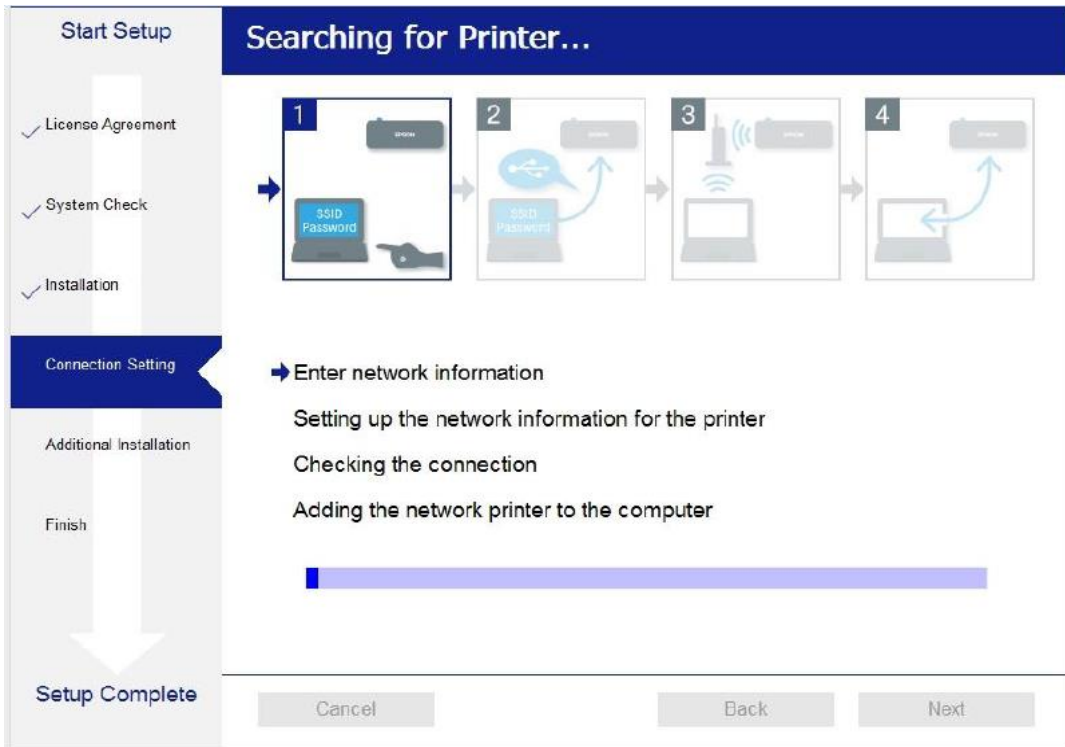 Start Setup
Searching for Printer...
License Agreement
System Check
Installation
Connection Setting
Additional Installation
Finish
Setup Complete
1
EPSON
SSID
Password
2
SSID
Password
3
4
Enter network information
Setting up the network information for the printer
Checking the connection
Adding the network printer to the computer
Cancel
Back
Next